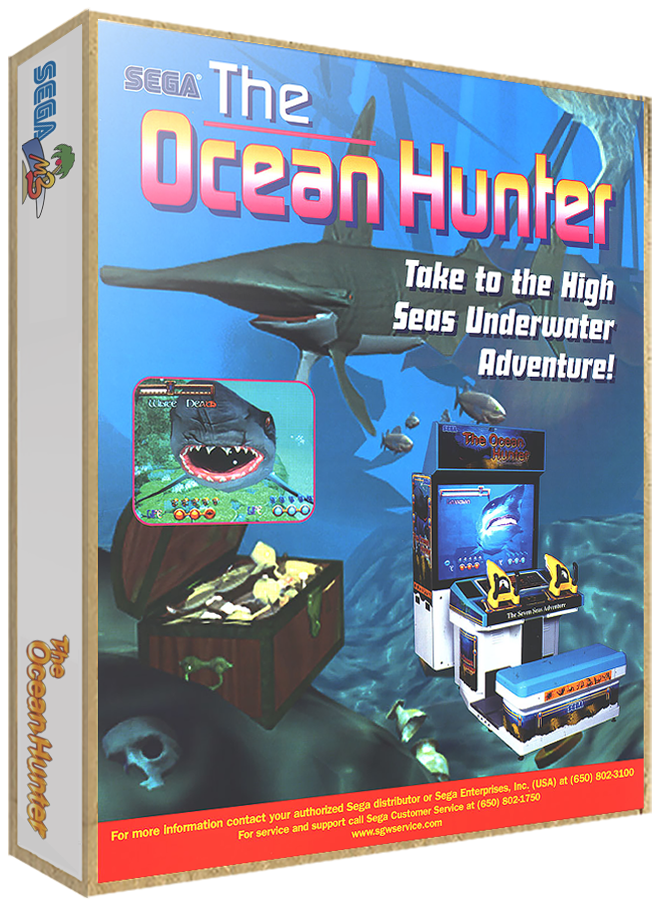 SEGA
The
Ocean Hunter
SEGA® The
Ocean Hunter
Take to the High
Seas Underwater
Adventure!
SEGA
The Ocean
Hunter
The Seven Seas Adventure
SEGA
For more Information contact your authorized Sega distributor or Sega Enterprises, Inc. (USA) at (650) 802-3100
For service and support call Sega Customer Service at (650) 802-1750
www.sgwservice.com